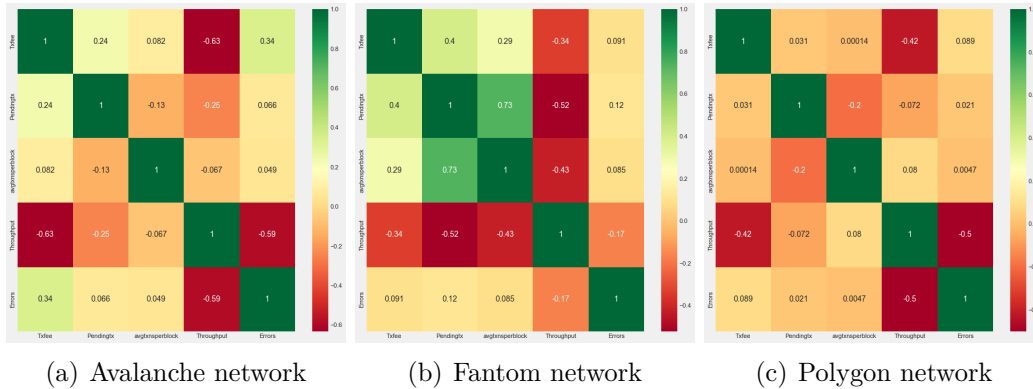 Txfee
1 0.24 0.082 -0.63 0.34
Pendingtx
0.24 1 -0.13 -0.25 0.066
avgtxnsperblock
0.082 -0.13 1 -0.067 0.049
Throughput
-0.63 -0.25 -0.067 1 -0.59
Errors
0.34 0.066 0.049 -0.59 1
Txfee Pendingtx avgtxnsperblock Throughput Errors
1.0
0.8
0.6
0.4
0.2
0.0
−0.2
−0.4
−0.6
(a) Avalanche network
Txfee
1 0.4 0.29 -0.34 0.091
Pendingtx
0.4 1 0.73 -0.52 0.12
avgtxnsperblock
0.29 0.73 1 -0.43 0.085
Throughput
-0.34 -0.52 -0.43 1 -0.17
Errors
0.091 0.12 0.085 -0.17 1
Txfee Pendingtx avgtxnsperblock Throughput Errors
1.0
0.8
0.6
0.4
0.2
0.0
−0.2
−0.4
(b) Fantom network
Txfee
1 0.031 0.00014 -0.42 0.089
Pendingtx
0.031 1 -0.2 -0.072 0.021
avgtxnsperblock
0.00014 -0.2 1 0.08 0.0047
Throughput
-0.42 -0.072 0.08 1 -0.5
Errors
0.089 0.021 0.0047 -0.5 1
Txfee Pendingtx avgtxnsperblock Throughput Errors
(c) Polygon network